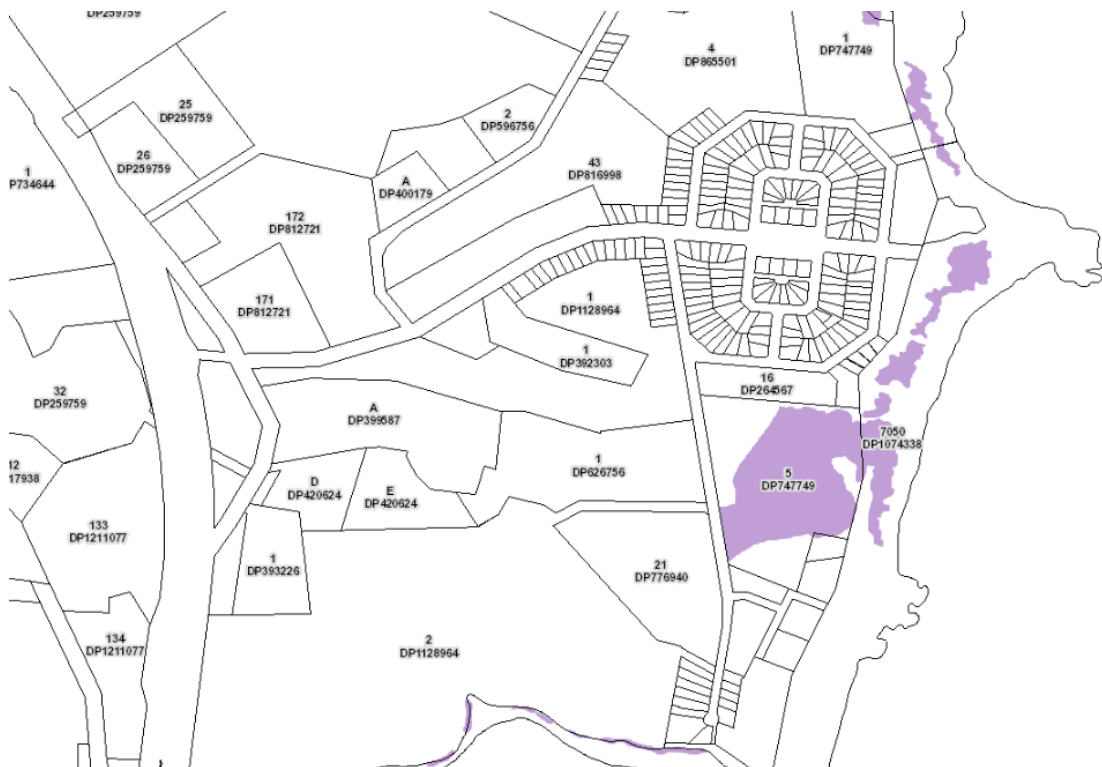 DP259759
4
DP865501
1
DP747749
25
DP259759
2
DP596756
26
DP259759
1
P734644
43
DP816998
A
DP400179
172
DP812721
171
DP812721
1
DP1128964
1
DP392303
32
DP259759
16
DP264567
A
DP399587
7050
DP1074338
12
17938
1
DP626756
5
DP747749
D
DP420624
E
DP420624
133
DP1211077
1
DP393226
21
DP776940
134
DP1211077
2
DP1128964